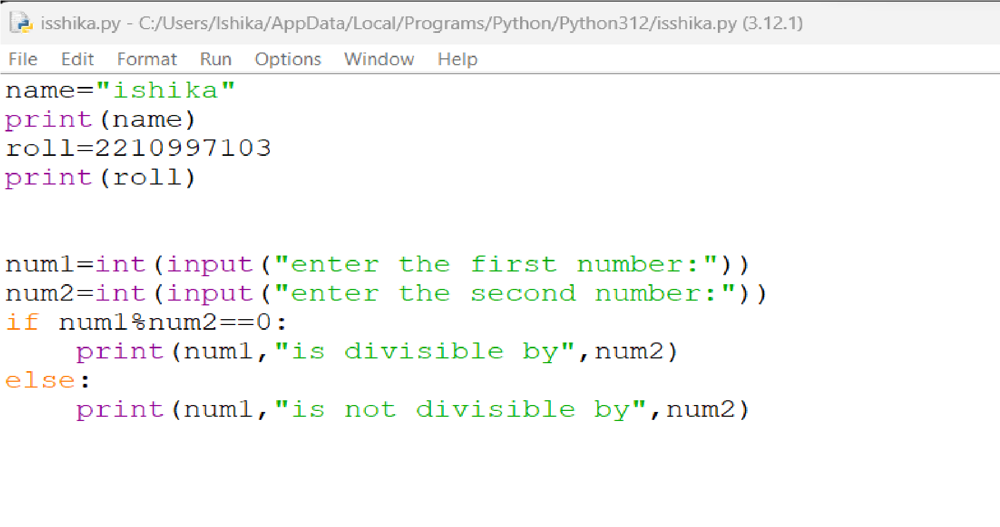 isshika.py - C:/Users/Ishika/AppData/Local/Programs/Python/Python312/isshika.py (3.12.1)
File Edit Format Run Options Window Help
name="ishika"
print(name)
roll=2210997103
print(roll)
num1=int(input("enter the first number:"))
num2=int(input("enter the second number:"))
if num1%num2==0:
    print(num1,"is divisible by",num2)
else:
    print(num1,"is not divisible by",num2)